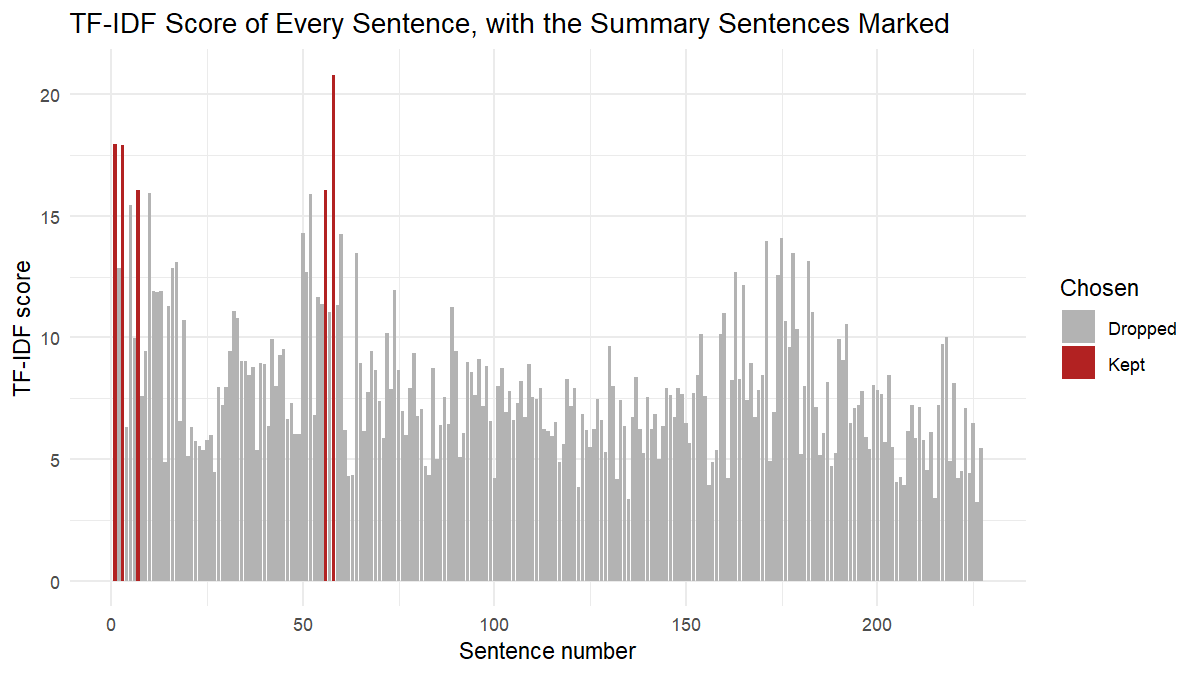 TF-IDF Score of Every Sentence, with the Summary Sentences Marked
TF-IDF score
20
15
10
5
0
0 50 100 150 200
Sentence number
Chosen
Dropped
Kept